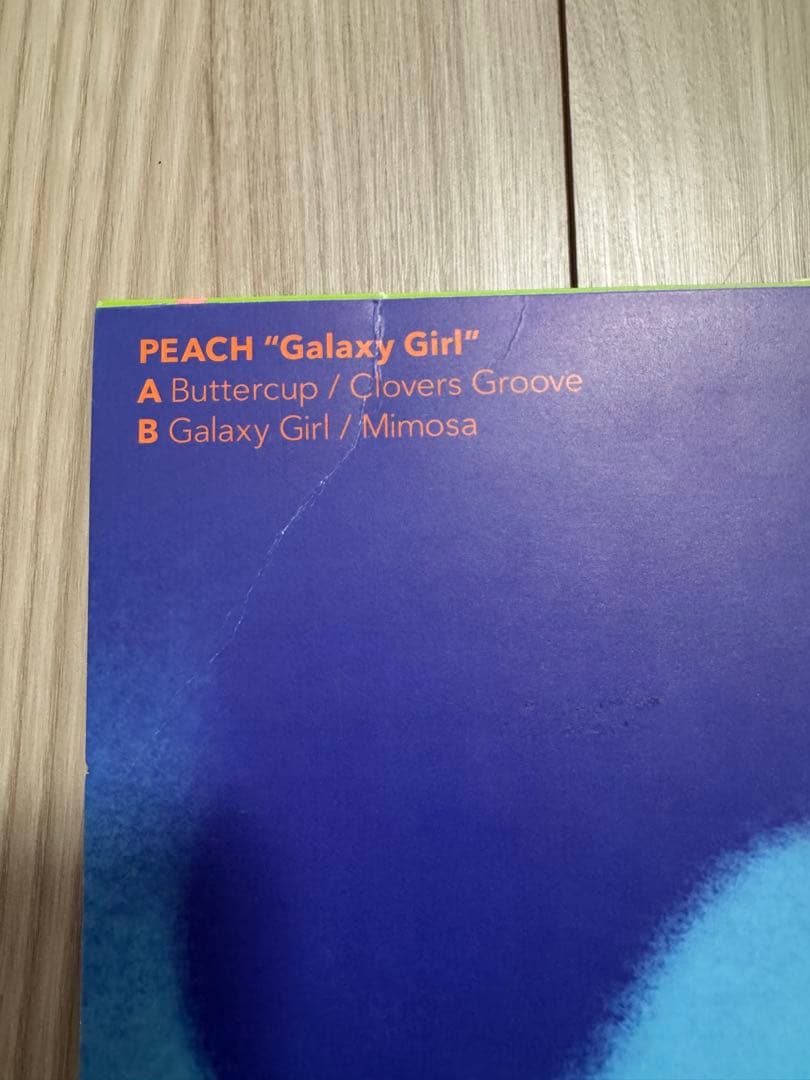 PEACH “Galaxy Girl”
A Buttercup / Clovers Groove
B Galaxy Girl / Mimosa